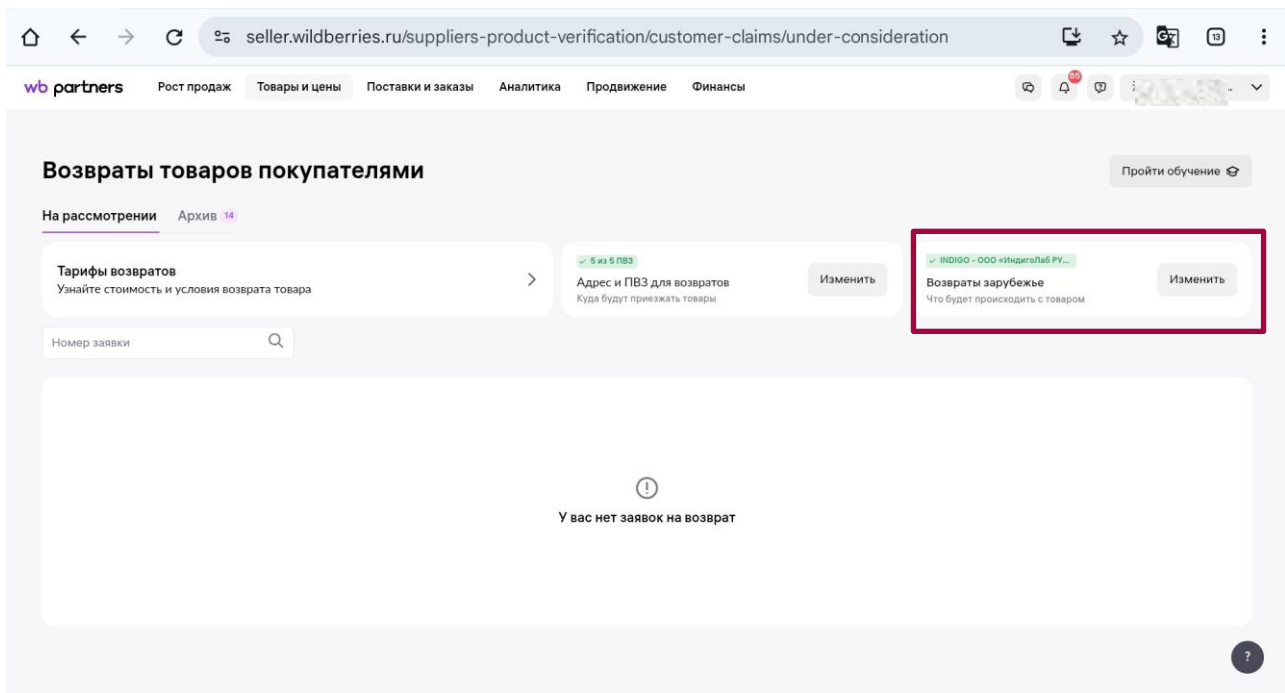 seller.wildberries.ru/suppliers-product-verification/customer-claims/under-consideration
13
wb partners Рост продаж Товары и цены Поставки и заказы Аналитика Продвижение Финансы
85
Возвраты товаров покупателями
Пройти обучение
На рассмотрении Архив 14
Тарифы возвратов
Узнайте стоимость и условия возврата товара
5 из 5 ПВЗ
Адрес и ПВЗ для возвратов
Куда будут приезжать товары
Изменить
INDIGO - ООО «ИндигоЛаб РУ...
Возвраты зарубежье
Что будет происходить с товаром
Изменить
Номер заявки
У вас нет заявок на возврат
?